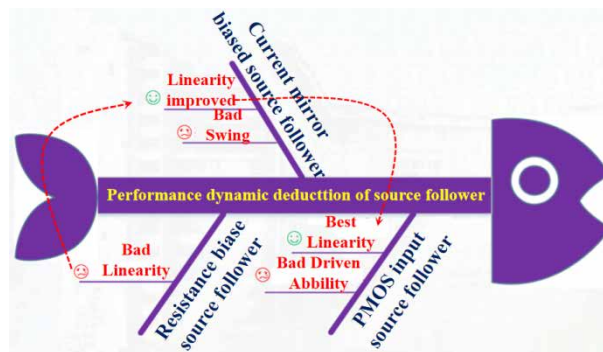 Current mirror
biased source follower
Linearity
improved
Bad
Swing
Performance dynamic deducttion of source follower
Bad
Linearity
Resistance biase
source follower
Best
Linearity
Bad Driven
Abbility
PMOS input
source follower